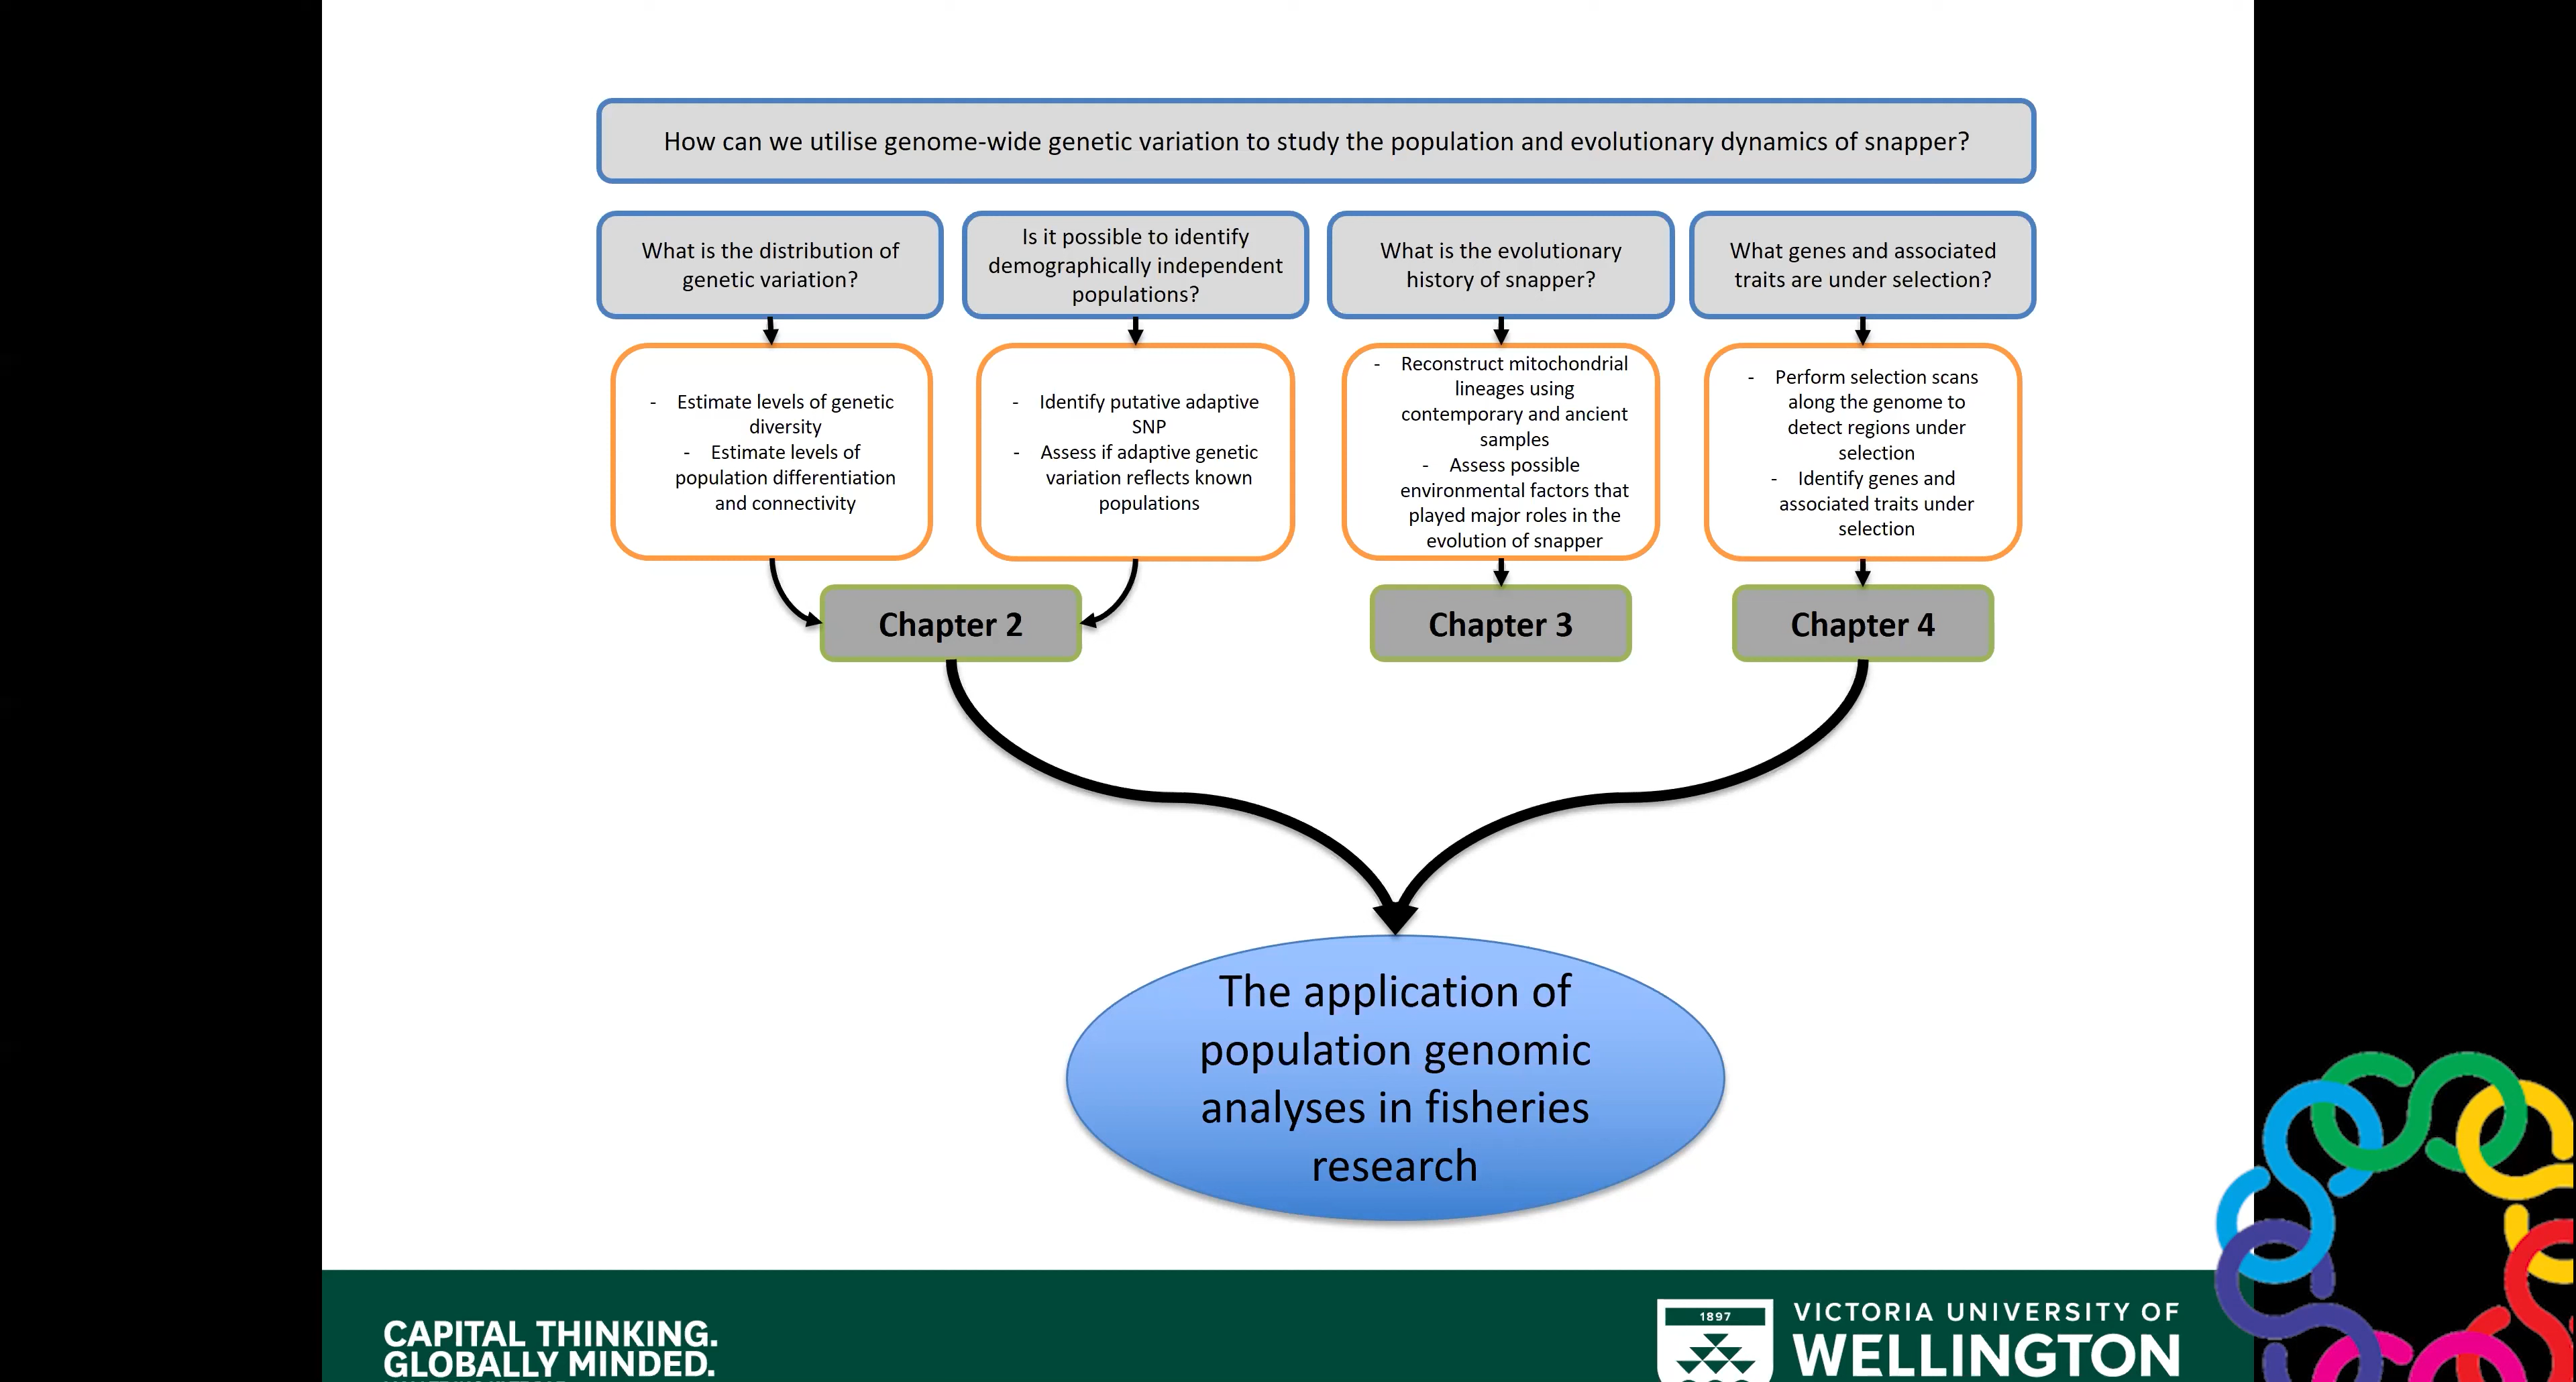 How can we utilise genome-wide genetic variation to study the population and evolutionary dynamics of snapper?
What is the distribution of
genetic variation?
Is it possible to identify
demographically independent
populations?
What is the evolutionary
history of snapper?
What genes and associated
traits are under selection?
- Estimate levels of genetic
diversity
- Estimate levels of
population differentiation
and connectivity
- Identify putative adaptive
SNP
- Assess if adaptive genetic
variation reflects known
populations
- Reconstruct mitochondrial
lineages using
contemporary and ancient
samples
- Assess possible
environmental factors that
played major roles in the
evolution of snapper
- Perform selection scans
along the genome to
detect regions under
selection
- Identify genes and
associated traits under
selection
Chapter 2
Chapter 3
Chapter 4
The application of
population genomic
analyses in fisheries
research
CAPITAL THINKING.
GLOBALLY MINDED.
1897
VICTORIA UNIVERSITY OF
WELLINGTON